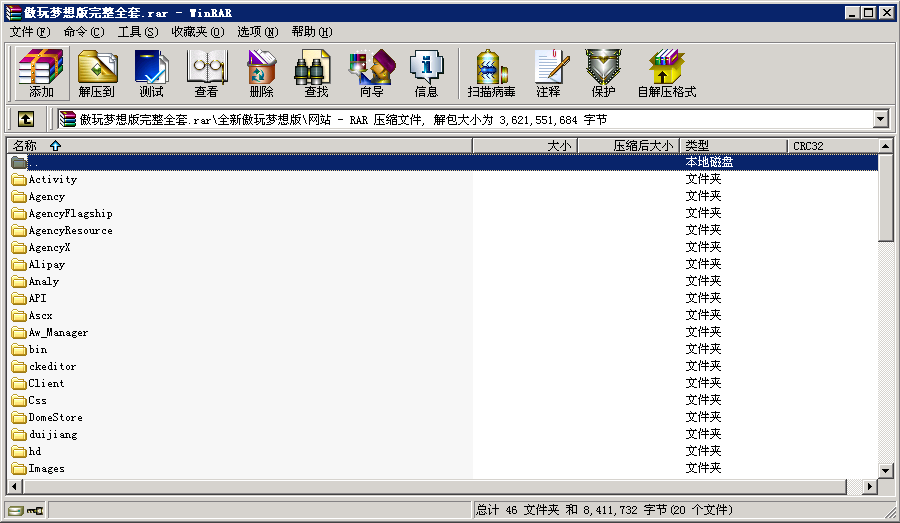 傲玩梦想版完整全套.rar - WinRAR
文件(F) 命令(C) 工具(S) 收藏夹(O) 选项(N) 帮助(H)
添加 解压到 测试 查看 删除 查找 向导 信息 扫描病毒 注释 保护 自解压格式
傲玩梦想版完整全套.rar\全新傲玩梦想版\网站 - RAR 压缩文件, 解包大小为 3,621,551,684 字节
名称 大小 压缩后大小 类型 CRC32
.. 本地磁盘
Activity 文件夹
Agency 文件夹
AgencyFlagship 文件夹
AgencyResource 文件夹
AgencyX 文件夹
Alipay 文件夹
Analy 文件夹
API 文件夹
Ascx 文件夹
Aw_Manager 文件夹
bin 文件夹
ckeditor 文件夹
Client 文件夹
Css 文件夹
DomeStore 文件夹
duijiang 文件夹
hd 文件夹
Images 文件夹
总计 46 文件夹 和 8,411,732 字节(20 个文件)